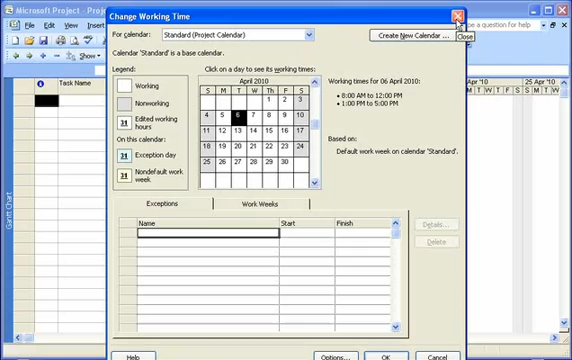 Microsoft Project - Proj
Change Working Time
File Edit View Insert
Type a question for help
For calendar: Standard (Project Calendar)
Create New Calendar ...
Close
Calendar 'Standard' is a base calendar.
Legend:
Click on a day to see its working times:
Working
Nonworking
Edited working hours
On this calendar:
Exception day
Nondefault work week
April 2010
S M T W Th F S
1 2 3
4 5 6 7 8 9 10
11 12 13 14 15 16 17
18 19 20 21 22 23 24
25 26 27 28 29 30
Working times for 06 April 2010:
• 8:00 AM to 12:00 PM
• 1:00 PM to 5:00 PM
Based on:
Default work week on calendar 'Standard'.
Task Name
Apr '10
25 Apr '10
T W T F S S M T W T
Gantt Chart
Exceptions
Work Weeks
Name
Start
Finish
Details...
Delete
Help
Options...
OK
Cancel